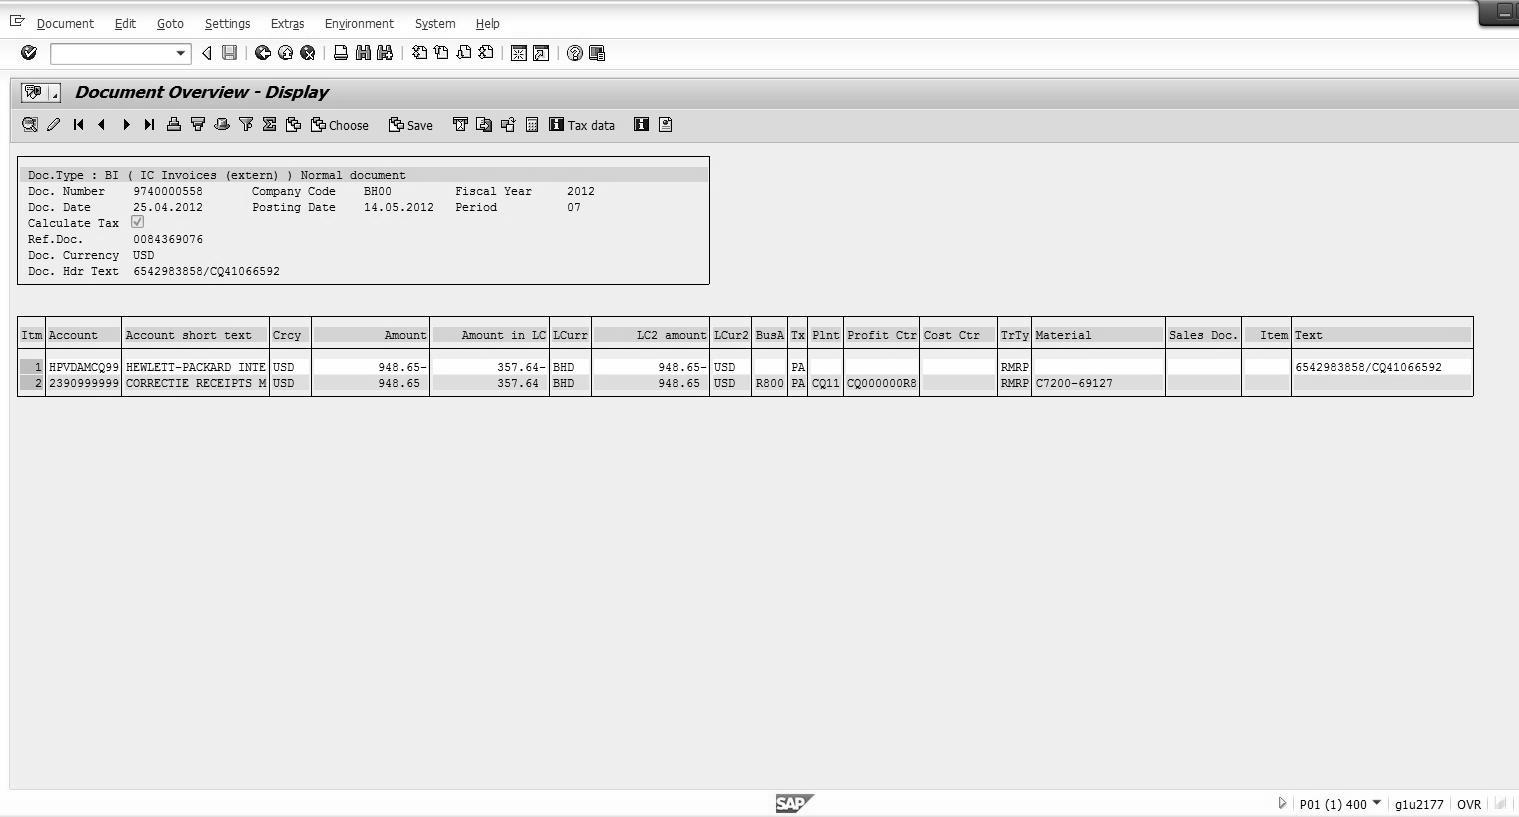 Document Edit Goto Settings Extras Environment System Help
Document Overview - Display
Choose Save Tax data
Doc.Type : BI ( IC Invoices (extern) ) Normal document
Doc. Number 9740000558 Company Code BH00 Fiscal Year 2012
Doc. Date 25.04.2012 Posting Date 14.05.2012 Period 07
Calculate Tax
Ref.Doc. 0084369076
Doc. Currency USD
Doc. Hdr Text 6542983858/CQ41066592
Itm Account Account short text Crcy Amount Amount in LC LCurr LC2 amount LCur2 BusA Tx Plnt Profit Ctr Cost Ctr TrTy Material Sales Doc. Item Text
1 HPVDAMCQ99 HEWLETT-PACKARD INTE USD 948.65- 357.64- BHD 948.65- USD PA RMRP 6542983858/CQ41066592
2 2390999999 CORRECTIE RECEIPTS M USD 948.65 357.64 BHD 948.65 USD R800 PA CQ11 CQ000000R8 RMRP C7200-69127
SAP P01 (1) 400 g1u2177 OVR